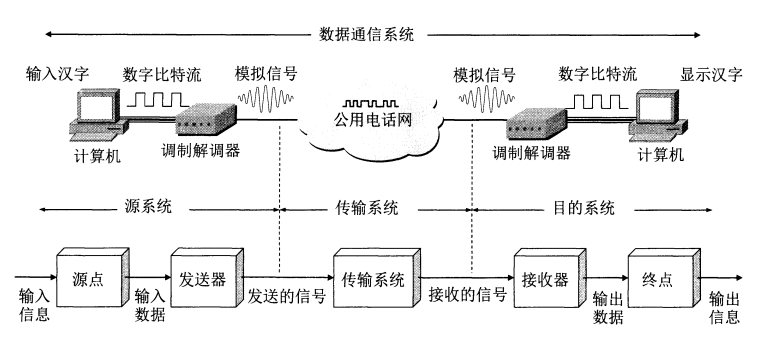 数据通信系统
输入汉字
数字比特流
模拟信号
模拟信号
数字比特流
显示汉字
公用电话网
计算机
调制解调器
调制解调器
计算机
源系统
传输系统
目的系统
源点
发送器
传输系统
接收器
终点
输入
信息
输入
数据
发送的信号
接收的信号
输出
数据
输出
信息